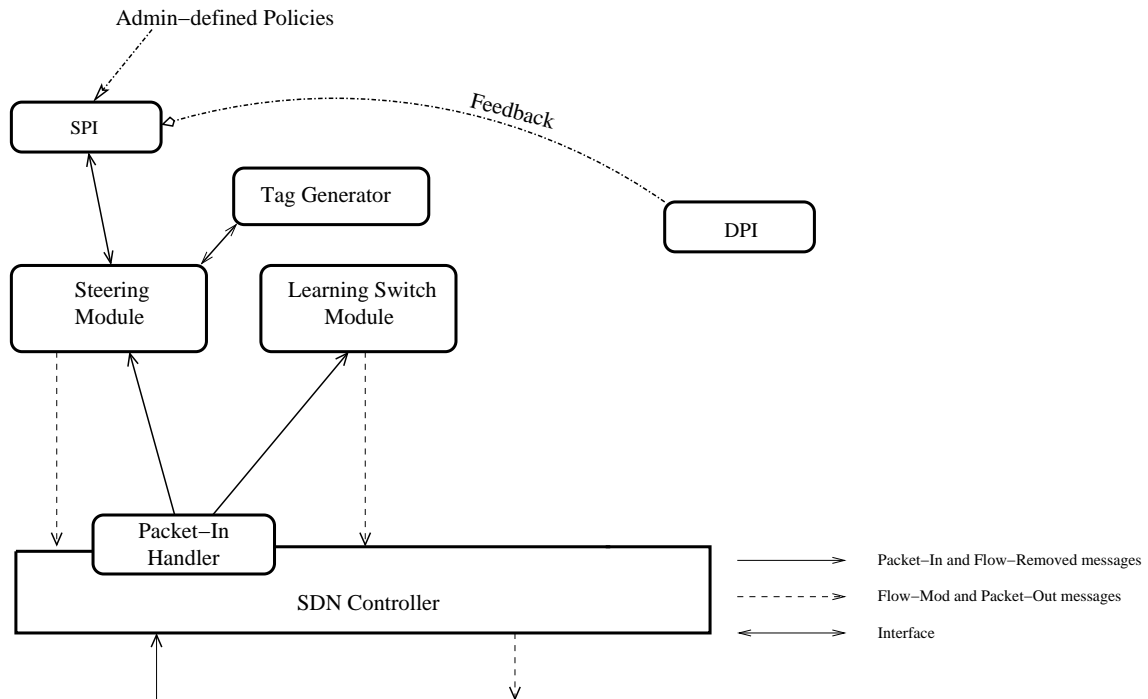 Admin−defined Policies
SPI
Feedback
Tag Generator
DPI
Steering
Module
Learning Switch
Module
Packet−In
Handler
SDN Controller
Packet−In and Flow−Removed messages
Flow−Mod and Packet−Out messages
Interface